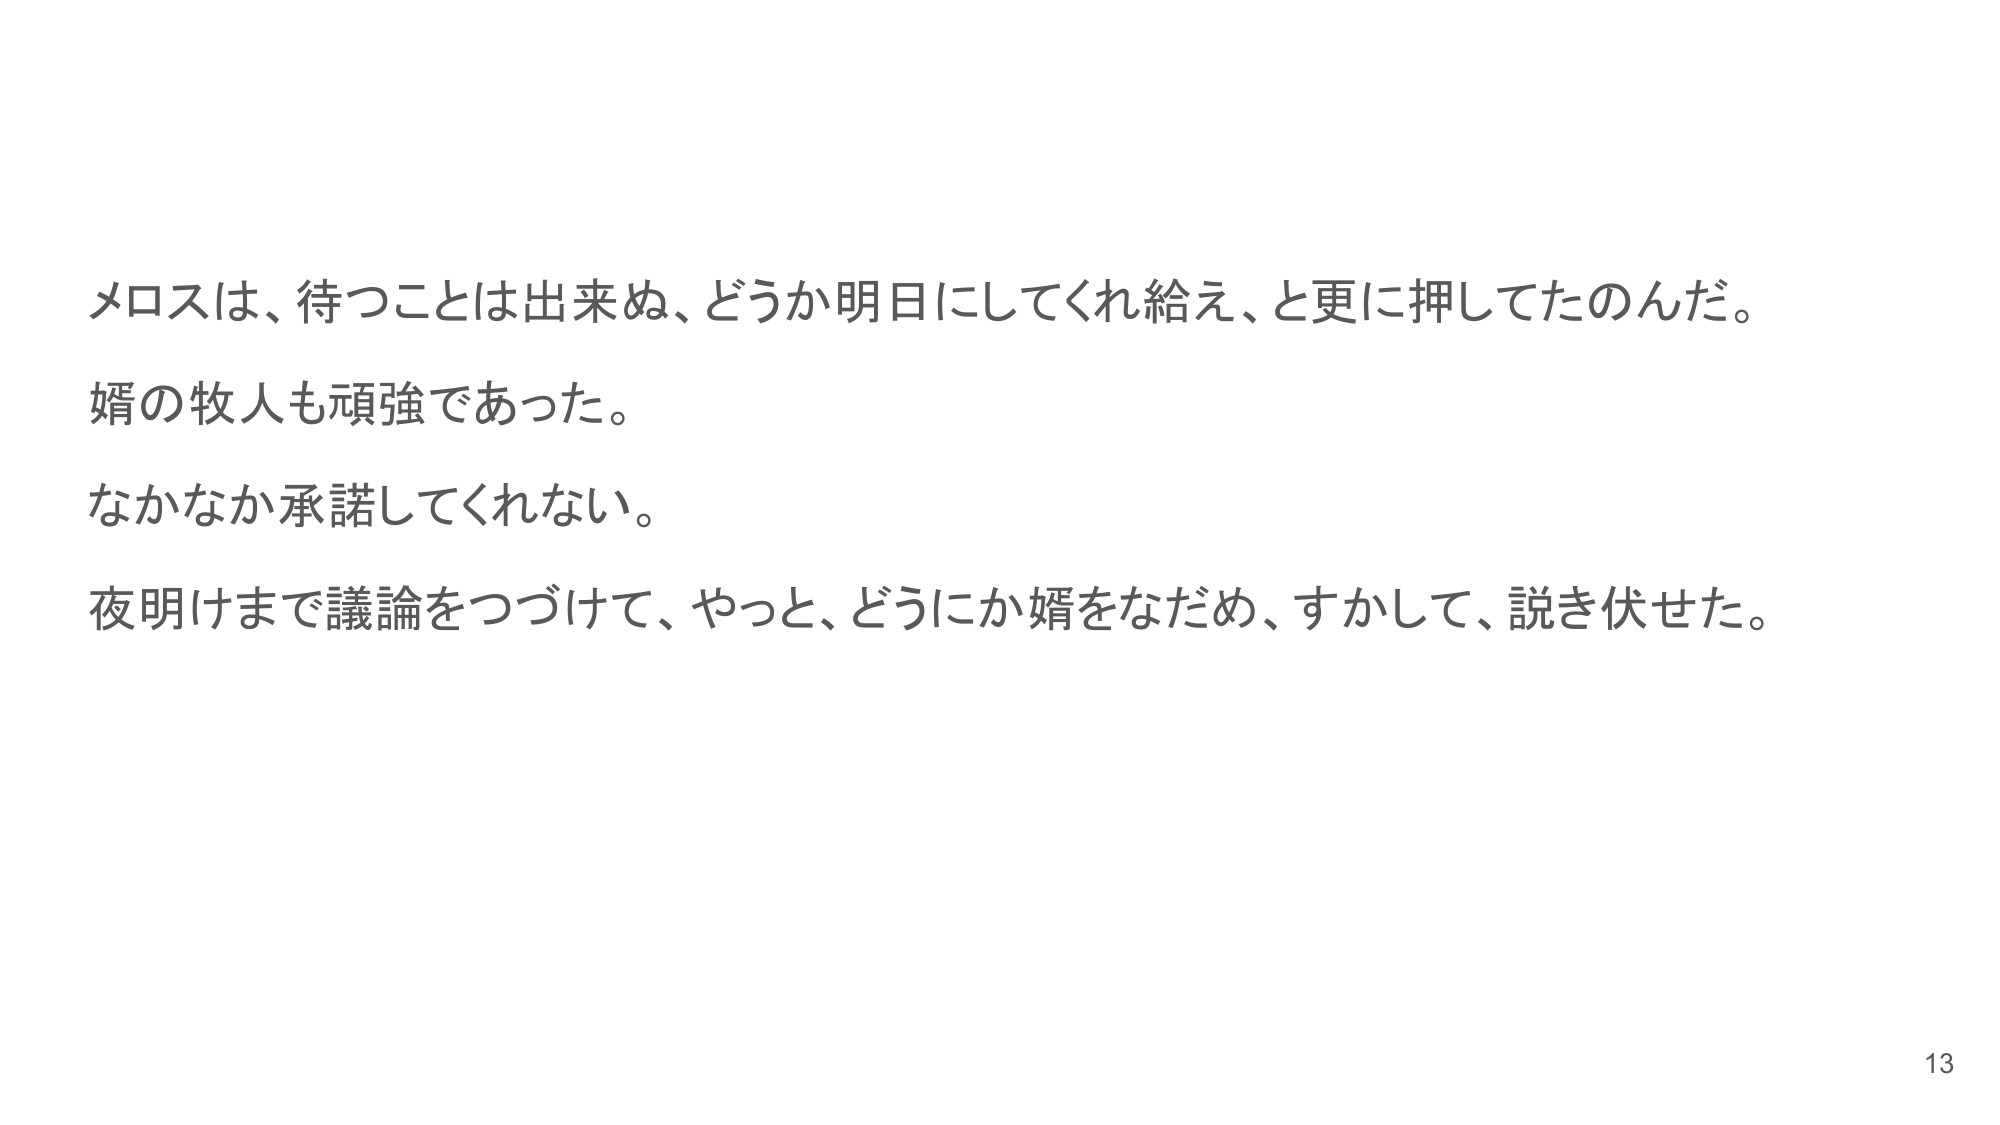 メロスは、待つことは出来ぬ、どうか明日にしてくれ給え、と更に押してたのんだ。
婿の牧人も頑強であった。
なかなか承諾してくれない。
夜明けまで議論をつづけて、やっと、どうにか婿をなだめ、すかして、説き伏せた。
13